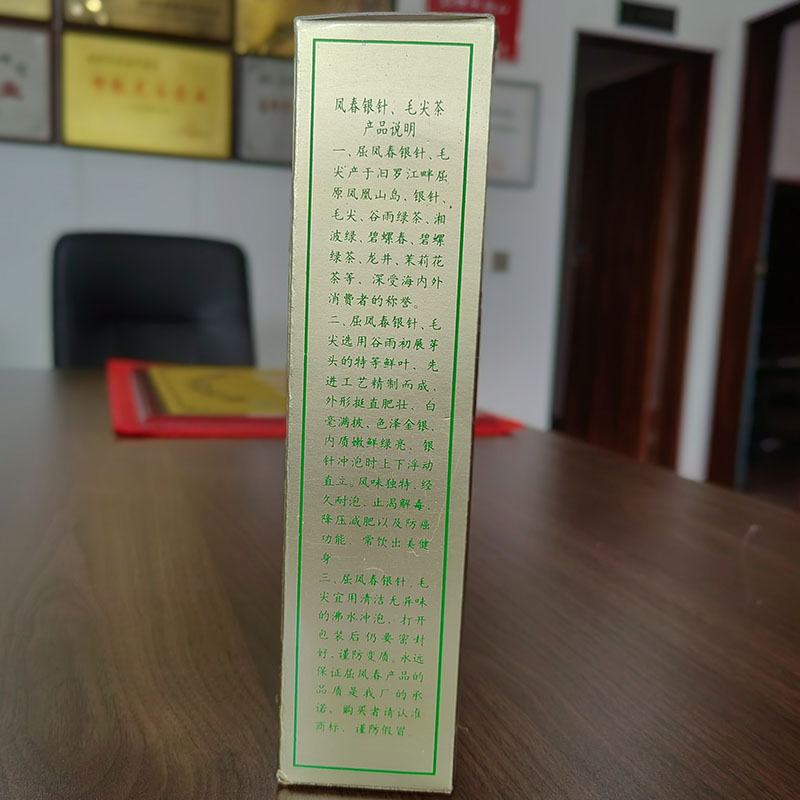 凤春银针、毛尖茶
产品说明
一、屈凤春银针、毛
尖产于汩罗江畔屈
原凤凰山岛、银针、
毛尖、谷雨绿茶、湘
波绿、碧螺春、碧螺
绿茶、龙井、茉莉花
茶等、深受海内外
消费者的称誉。
二、屈凤春银针、毛
尖选用谷雨初展芽
头的特等鲜叶、先
进工艺精制而成、
外形挺直肥壮、白
毫满披、色泽金银、
内质嫩鲜绿亮、银
针冲泡时上下浮动
直立。风味独特、经
久耐泡、止渴解毒、
降压减肥以及防癌
功能、常饮出美健
身
三、屈凤春银针、毛
尖宜用清洁无异味
的沸水冲泡、打开
包装后仍要密封
好、谨防变质。永远
保证屈凤春产品的
品质是我厂的承
诺、购买者请认准
商标、谨防假冒。